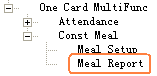 One Card MultiFunc
Attendance
Const Meal
Meal Setup
Meal Report